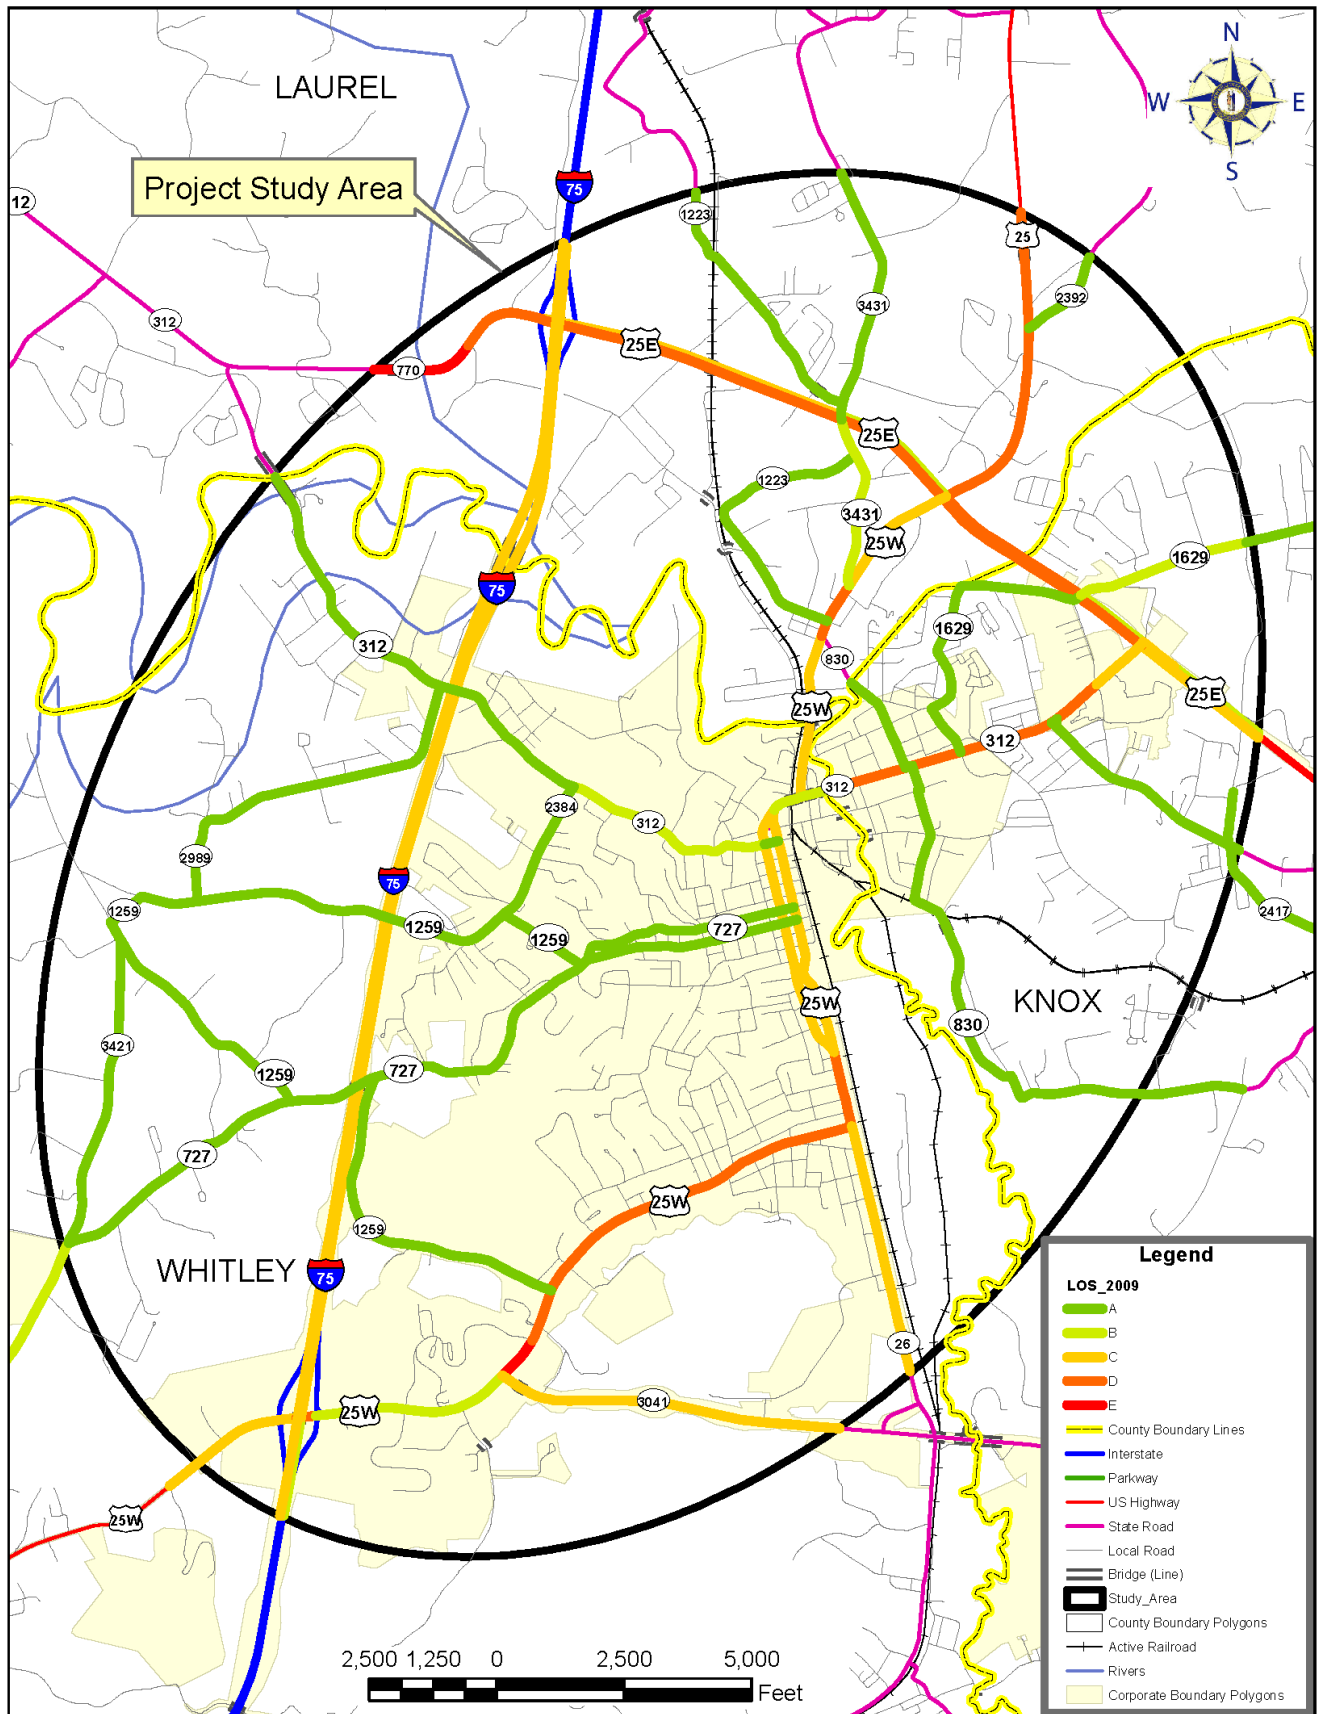 N
W
E
S
LAUREL
Project Study Area
75
12
1223
25
3431
2392
312
25E
770
25E
1223
3431
25W
1629
75
1629
312
830
25E
25W
312
2384
312
312
2989
75
1259
1259
1259
727
2417
25W
KNOX
830
3421
1259
727
727
25W
1259
WHITLEY
75
26
3041
25W
25W
Legend
LOS_2009
A
B
C
D
E
County Boundary Lines
Interstate
Parkway
US Highway
State Road
Local Road
Bridge (Line)
Study_Area
County Boundary Polygons
Active Railroad
Rivers
Corporate Boundary Polygons
2,500 1,250 0 2,500 5,000
Feet